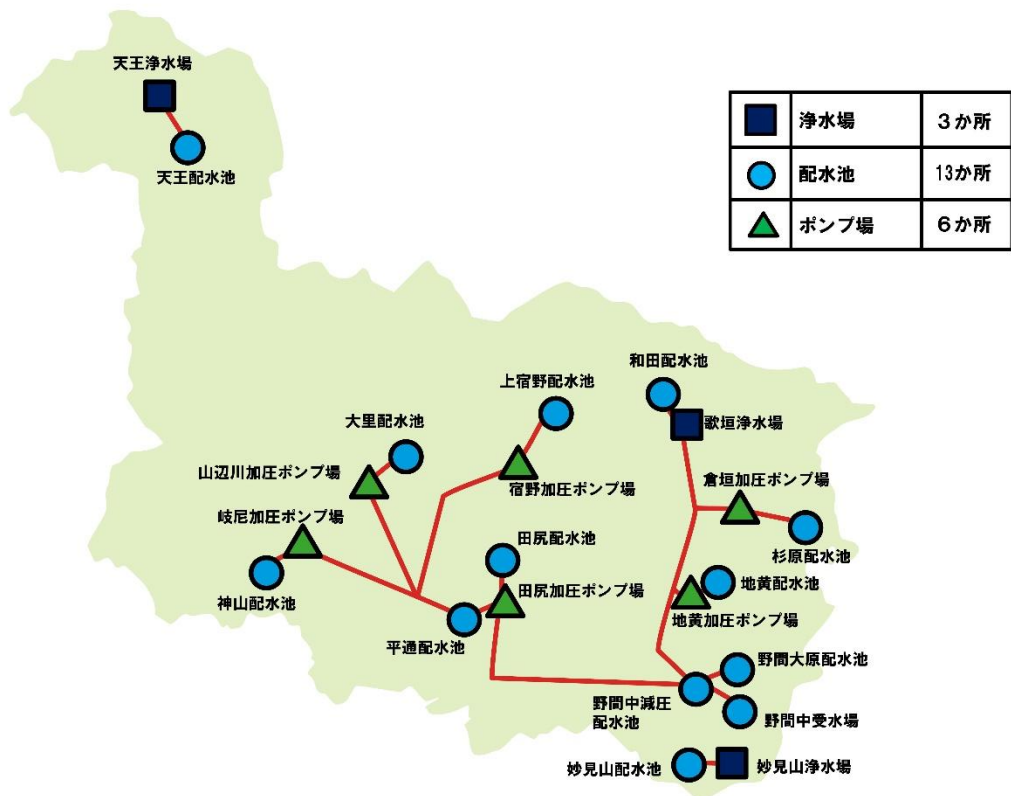 天王浄水場
天王配水池
浄水場 3か所
配水池 13か所
ポンプ場 6か所
和田配水池
上宿野配水池
大里配水池
歌垣浄水場
山辺川加圧ポンプ場
宿野加圧ポンプ場
倉垣加圧ポンプ場
岐尼加圧ポンプ場
田尻配水池
杉原配水池
地黄配水池
田尻加圧ポンプ場
神山配水池
地黄加圧ポンプ場
平通配水池
野間大原配水池
野間中減圧
配水池
野間中受水場
妙見山配水池
妙見山浄水場